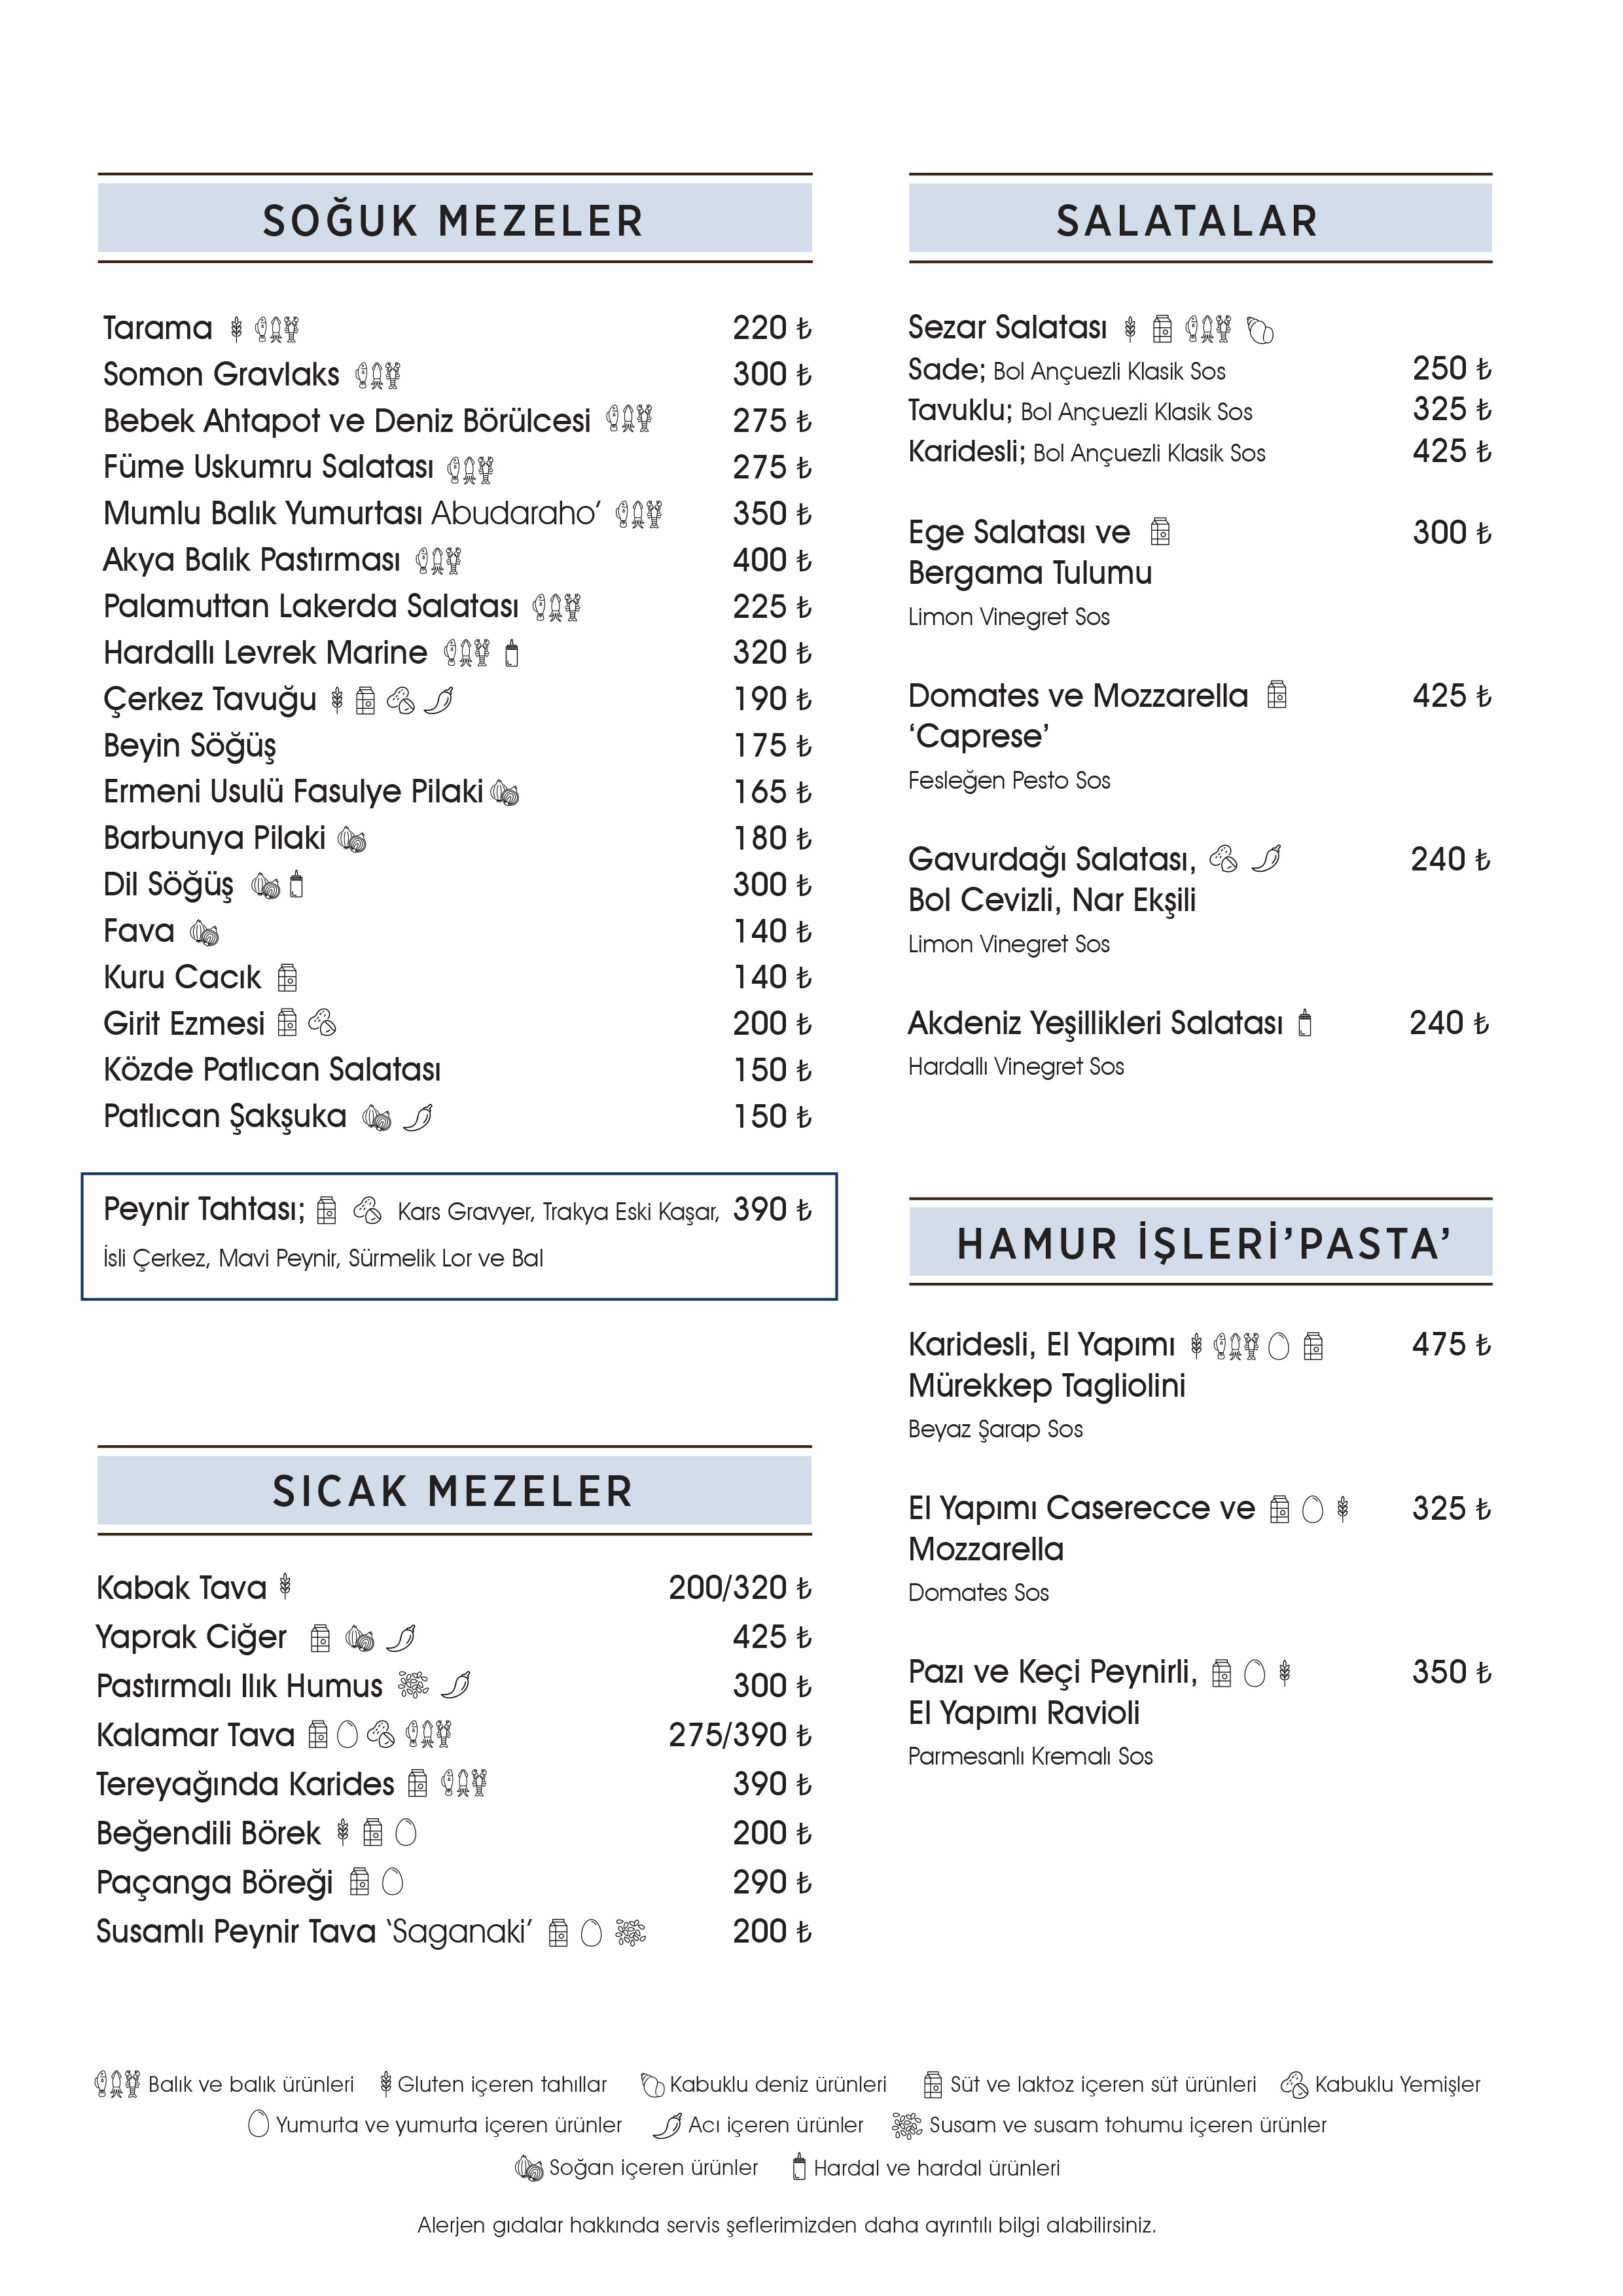 SOĞUK MEZELER
Tarama 220 ₺
Somon Gravlaks 300 ₺
Bebek Ahtapot ve Deniz Börülcesi 275 ₺
Füme Uskumru Salatası 275 ₺
Mumlu Balık Yumurtası Abudaraho’ 350 ₺
Akya Balık Pastırması 400 ₺
Palamuttan Lakerda Salatası 225 ₺
Hardallı Levrek Marine 320 ₺
Çerkez Tavuğu 190 ₺
Beyin Söğüş 175 ₺
Ermeni Usulü Fasulye Pilaki 165 ₺
Barbunya Pilaki 180 ₺
Dil Söğüş 300 ₺
Fava 140 ₺
Kuru Cacık 140 ₺
Girit Ezmesi 200 ₺
Közde Patlıcan Salatası 150 ₺
Patlıcan Şakşuka 150 ₺
Peynir Tahtası; Kars Gravyer, Trakya Eski Kaşar, 390 ₺
İsli Çerkez, Mavi Peynir, Sürmelik Lor ve Bal
SICAK MEZELER
Kabak Tava 200/320 ₺
Yaprak Ciğer 425 ₺
Pastırmalı Ilık Humus 300 ₺
Kalamar Tava 275/390 ₺
Tereyağında Karides 390 ₺
Beğendili Börek 200 ₺
Paçanga Böreği 290 ₺
Susamlı Peynir Tava ‘Saganaki’ 200 ₺
SALATALAR
Sezar Salatası
Sade; Bol Ançuezli Klasik Sos 250 ₺
Tavuklu; Bol Ançuezli Klasik Sos 325 ₺
Karidesli; Bol Ançuezli Klasik Sos 425 ₺
Ege Salatası ve 300 ₺
Bergama Tulumu
Limon Vinegret Sos
Domates ve Mozzarella 425 ₺
‘Caprese’
Fesleğen Pesto Sos
Gavurdağı Salatası, 240 ₺
Bol Cevizli, Nar Ekşili
Limon Vinegret Sos
Akdeniz Yeşillikleri Salatası 240 ₺
Hardallı Vinegret Sos
HAMUR İŞLERİ’PASTA’
Karidesli, El Yapımı 475 ₺
Mürekkep Tagliolini
Beyaz Şarap Sos
El Yapımı Caserecce ve 325 ₺
Mozzarella
Domates Sos
Pazı ve Keçi Peynirli, 350 ₺
El Yapımı Ravioli
Parmesanlı Kremalı Sos
Balık ve balık ürünleri Gluten içeren tahıllar Kabuklu deniz ürünleri Süt ve laktoz içeren süt ürünleri Kabuklu Yemişler
Yumurta ve yumurta içeren ürünler Acı içeren ürünler Susam ve susam tohumu içeren ürünler
Soğan içeren ürünler Hardal ve hardal ürünleri
Alerjen gıdalar hakkında servis şeflerimizden daha ayrıntılı bilgi alabilirsiniz.